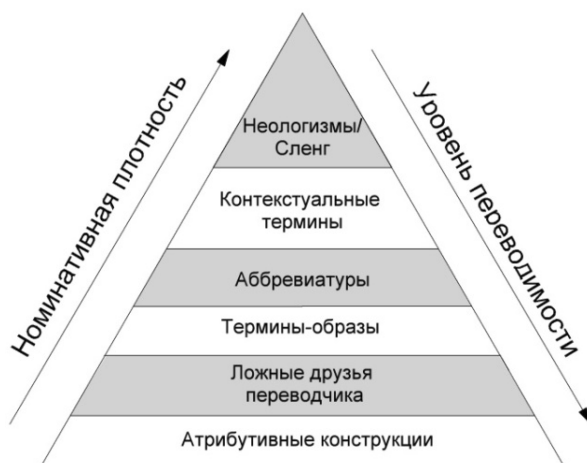 Номинативная плотность
Уровень переводимости
Неологизмы/
Сленг
Контекстуальные
термины
Аббревиатуры
Термины-образы
Ложные друзья
переводчика
Атрибутивные конструкции